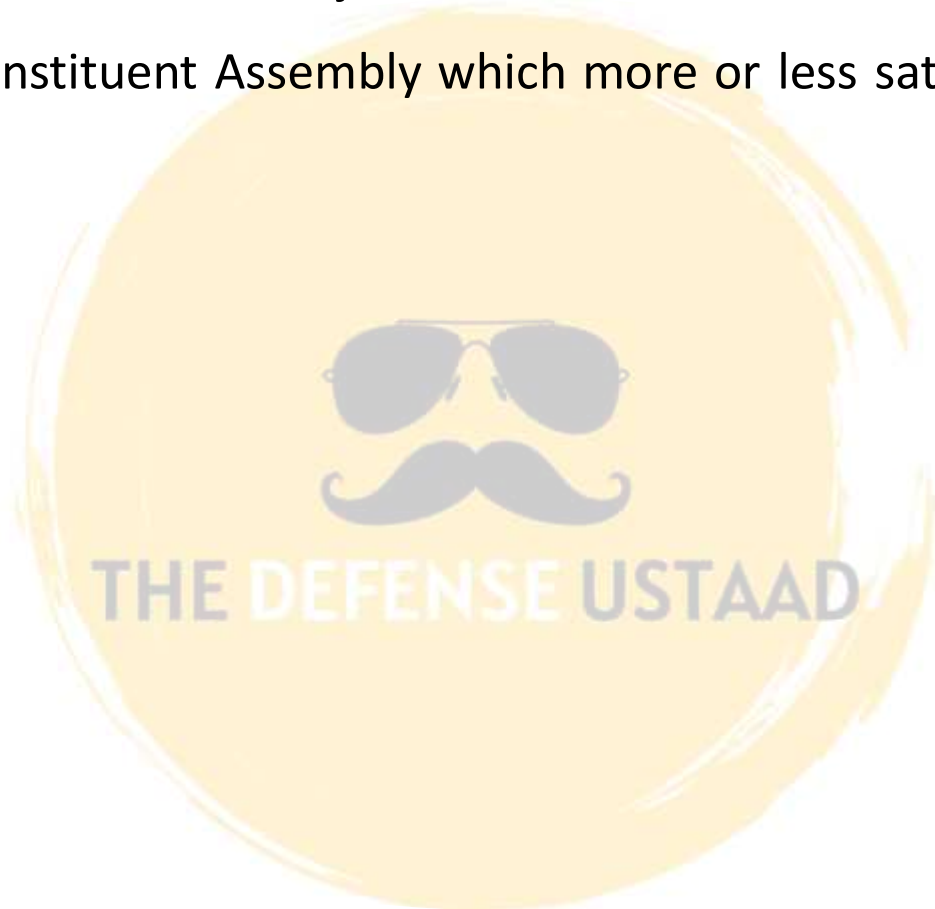 nstituent Assembly which more or less sat
THE DEFENSE USTAAD